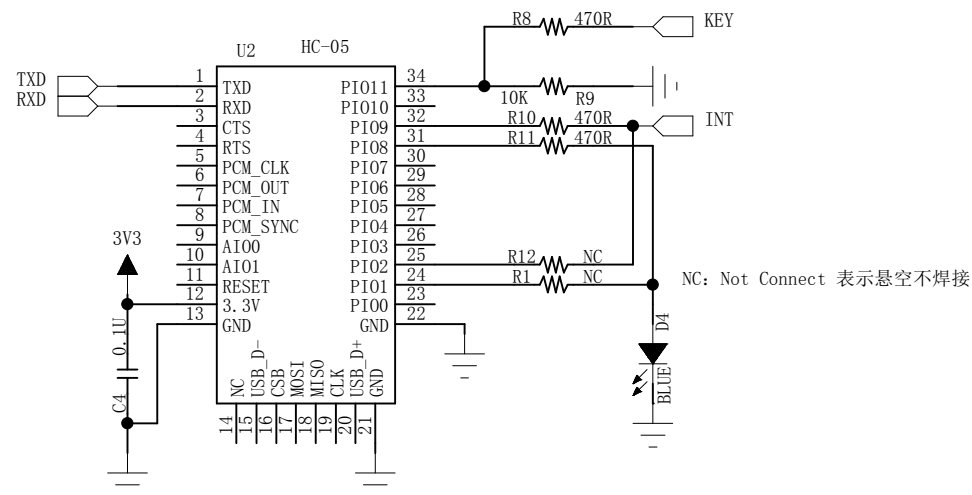 R8 470R KEY
U2 HC-05
TXD 1 TXD PIO11 34
RXD 2 RXD PIO10 33
10K R9
3 CTS PIO9 32 R10 470R INT
4 RTS PIO8 31 R11 470R
5 PCM_CLK PIO7 30
6 PCM_OUT PIO6 29
7 PCM_IN PIO5 28
8 PCM_SYNC PIO4 27
3V3
9 AIO0 PIO3 26
10 AIO1 PIO2 25 R12 NC
11 RESET PIO1 24 R1 NC
NC: Not Connect 表示悬空不焊接
12 3.3V PIO0 23
13 GND GND 22
0.1U
C4
D4
BLUE
NC USB_D- CSB MOSI MISO CLK USB_D+ GND
14 15 16 17 18 19 20 21